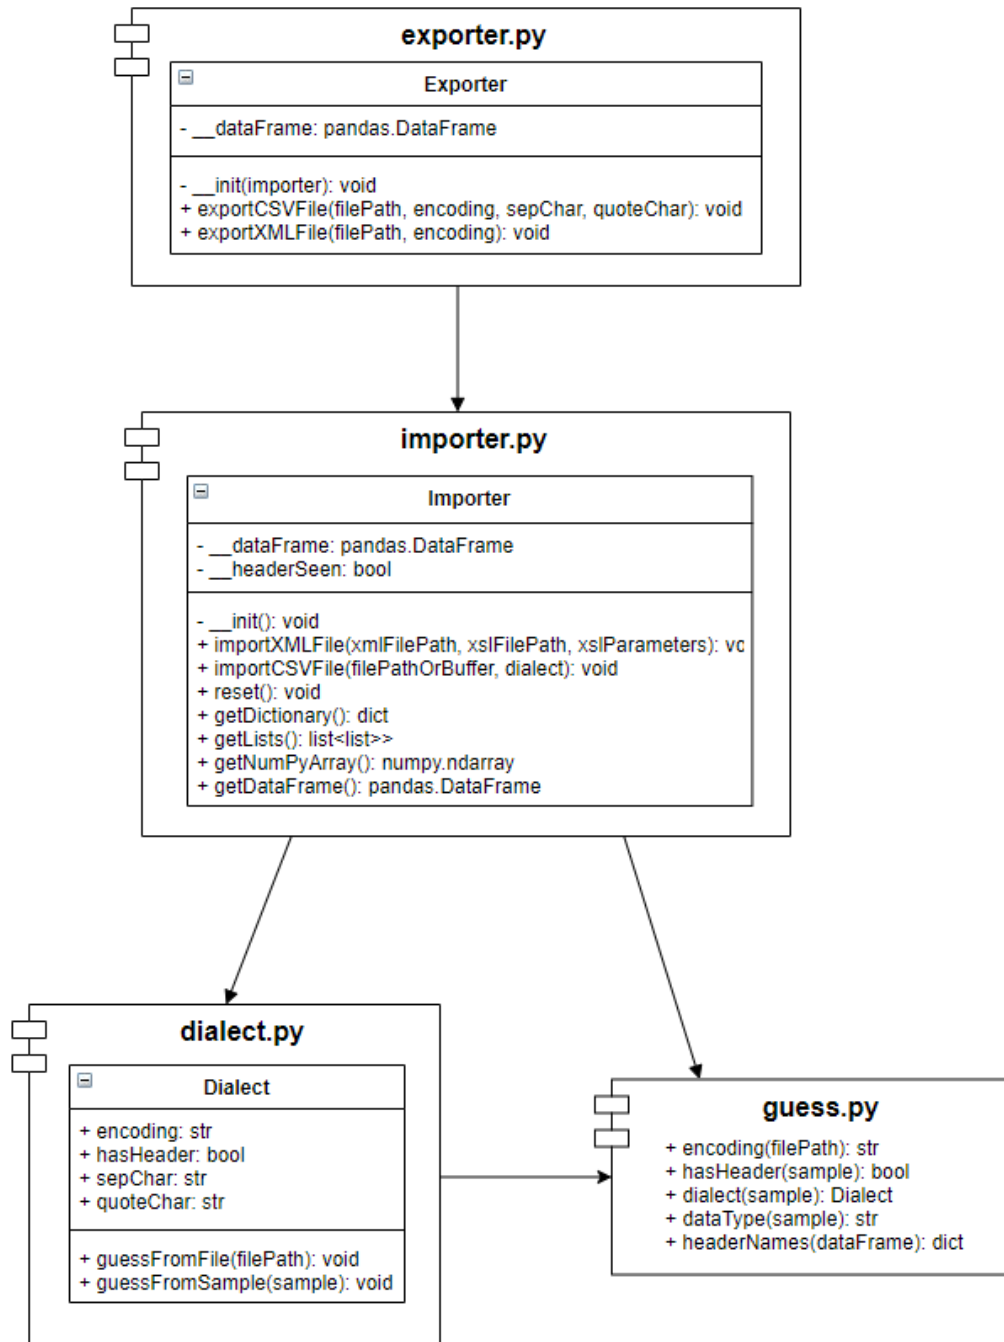 exporter.py
Exporter
- __dataFrame: pandas.DataFrame
- __init(importer): void
+ exportCSVFile(filePath, encoding, sepChar, quoteChar): void
+ exportXMLFile(filePath, encoding): void
importer.py
Importer
- __dataFrame: pandas.DataFrame
- __headerSeen: bool
- __init(): void
+ importXMLFile(xmlFilePath, xslFilePath, xslParameters): vo
+ importCSVFile(filePathOrBuffer, dialect): void
+ reset(): void
+ getDictionary(): dict
+ getLists(): list<list>>
+ getNumPyArray(): numpy.ndarray
+ getDataFrame(): pandas.DataFrame
dialect.py
Dialect
+ encoding: str
+ hasHeader: bool
+ sepChar: str
+ quoteChar: str
+ guessFromFile(filePath): void
+ guessFromSample(sample): void
guess.py
+ encoding(filePath): str
+ hasHeader(sample): bool
+ dialect(sample): Dialect
+ dataType(sample): str
+ headerNames(dataFrame): dict